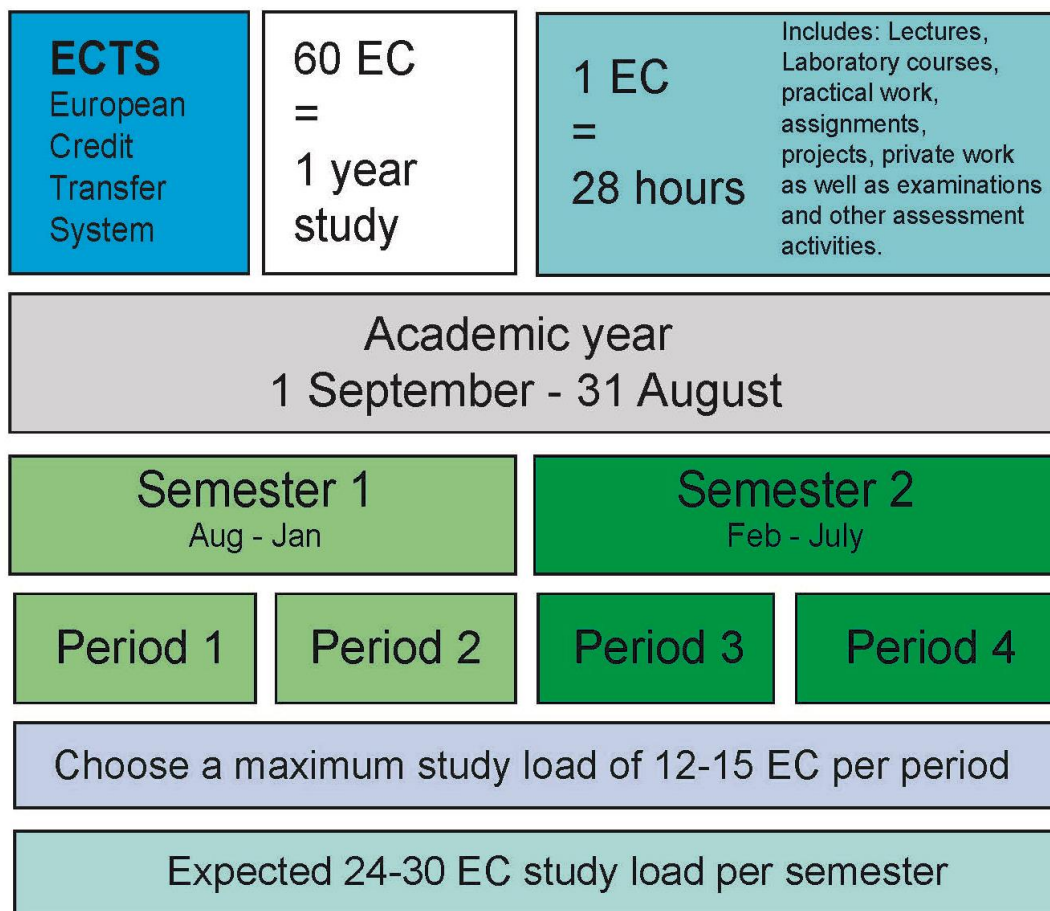 ECTS
European
Credit
Transfer
System
60 EC
=
1 year
study
1 EC
=
28 hours
Includes: Lectures,
Laboratory courses,
practical work,
assignments,
projects, private work
as well as examinations
and other assessment
activities.
Academic year
1 September - 31 August
Semester 1
Aug - Jan
Semester 2
Feb - July
Period 1
Period 2
Period 3
Period 4
Choose a maximum study load of 12-15 EC per period
Expected 24-30 EC study load per semester